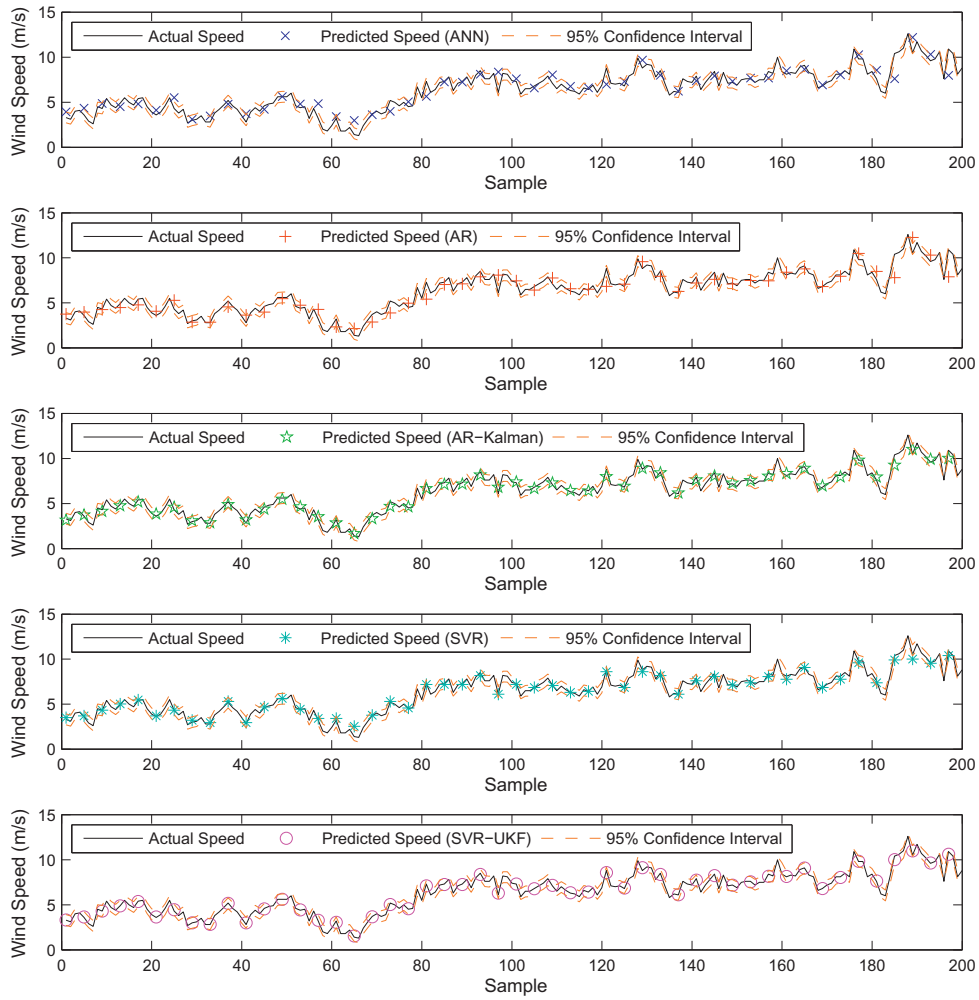 15
10
5
0
Wind Speed (m/s)
Actual Speed Predicted Speed (ANN) 95% Confidence Interval
0 20 40 60 80 100 120 140 160 180 200
Sample
15
10
5
0
Wind Speed (m/s)
Actual Speed Predicted Speed (AR) 95% Confidence Interval
0 20 40 60 80 100 120 140 160 180 200
Sample
15
10
5
0
Wind Speed (m/s)
Actual Speed Predicted Speed (AR-Kalman) 95% Confidence Interval
0 20 40 60 80 100 120 140 160 180 200
Sample
15
10
5
0
Wind Speed (m/s)
Actual Speed Predicted Speed (SVR) 95% Confidence Interval
0 20 40 60 80 100 120 140 160 180 200
Sample
15
10
5
0
Wind Speed (m/s)
Actual Speed Predicted Speed (SVR−UKF) 95% Confidence Interval
0 20 40 60 80 100 120 140 160 180 200
Sample